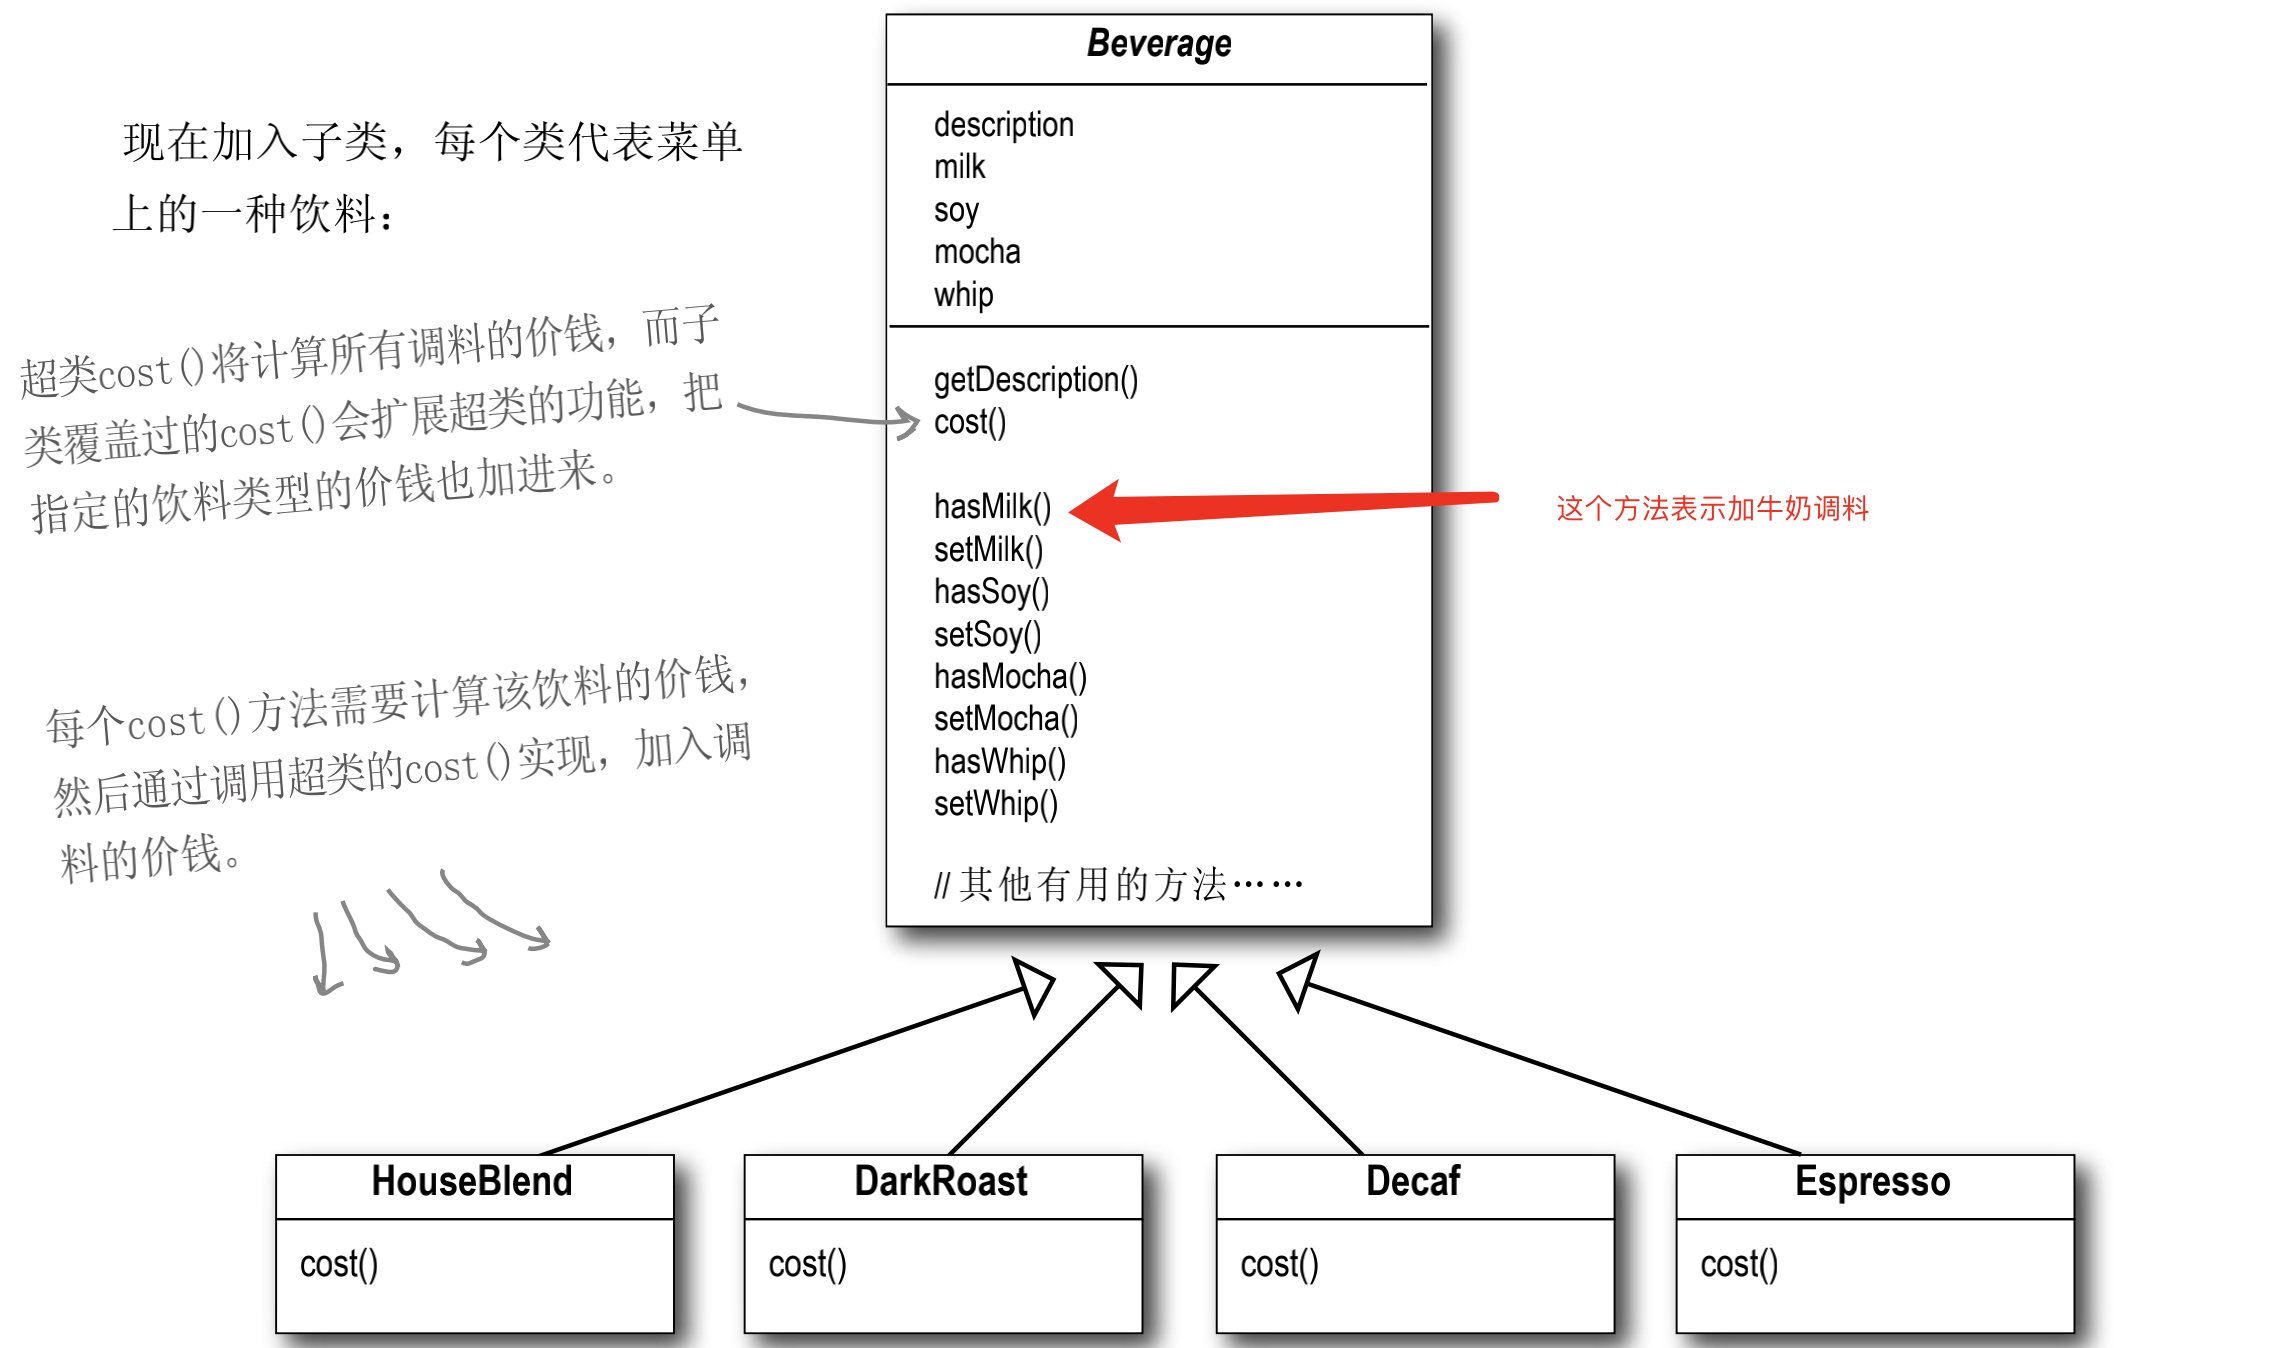 现在加入子类，每个类代表菜单
上的一种饮料：
超类cost()将计算所有调料的价钱，而子
类覆盖过的cost()会扩展超类的功能，把
指定的饮料类型的价钱也加进来。
每个cost()方法需要计算该饮料的价钱，
然后通过调用超类的cost()实现，加入调
料的价钱。
Beverage
description
milk
soy
mocha
whip
getDescription()
cost()
hasMilk()
setMilk()
hasSoy()
setSoy()
hasMocha()
setMocha()
hasWhip()
setWhip()
// 其他有用的方法……
这个方法表示加牛奶调料
HouseBlend
cost()
DarkRoast
cost()
Decaf
cost()
Espresso
cost()